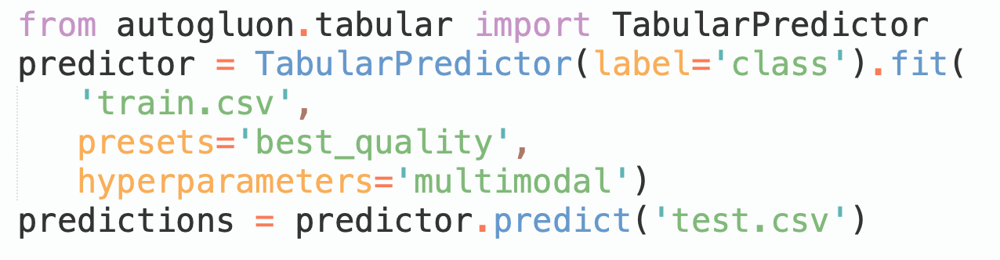 from autogluon.tabular import TabularPredictor
predictor = TabularPredictor(label='class').fit(
    'train.csv',
    presets='best_quality',
    hyperparameters='multimodal')
predictions = predictor.predict('test.csv')